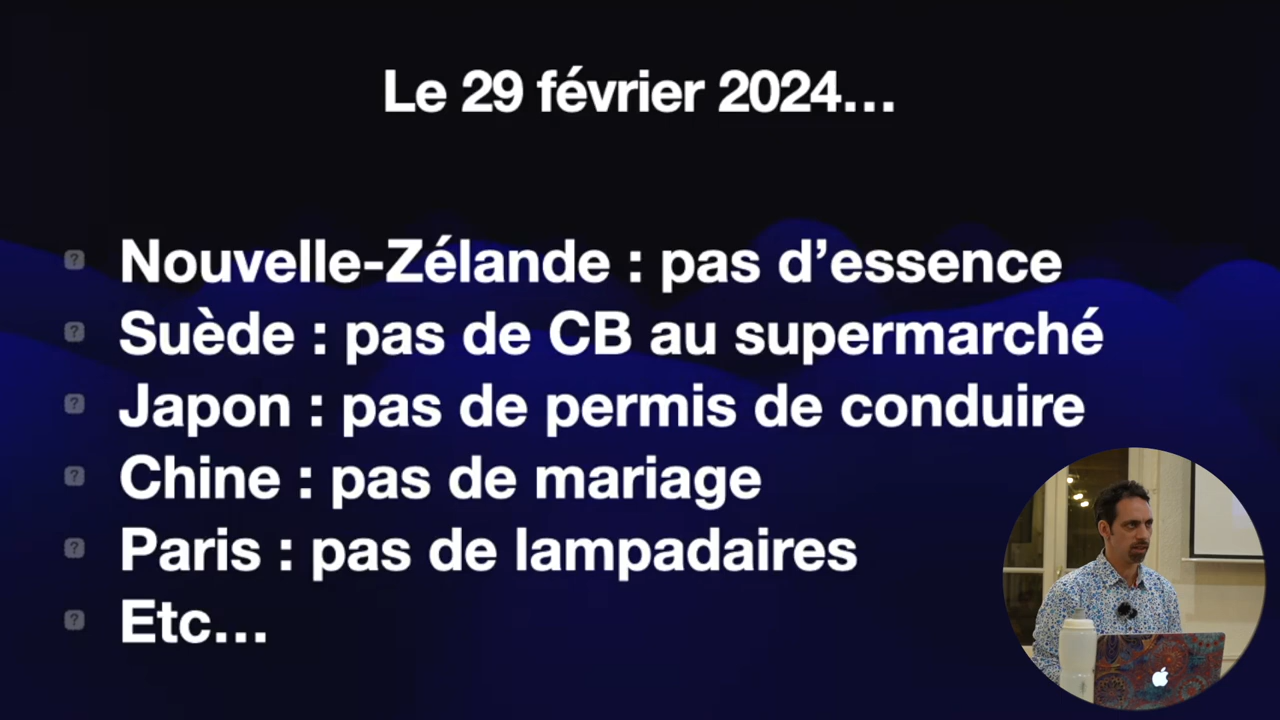 Le 29 février 2024…
Nouvelle-Zélande : pas d’essence
Suède : pas de CB au supermarché
Japon : pas de permis de conduire
Chine : pas de mariage
Paris : pas de lampadaires
Etc…